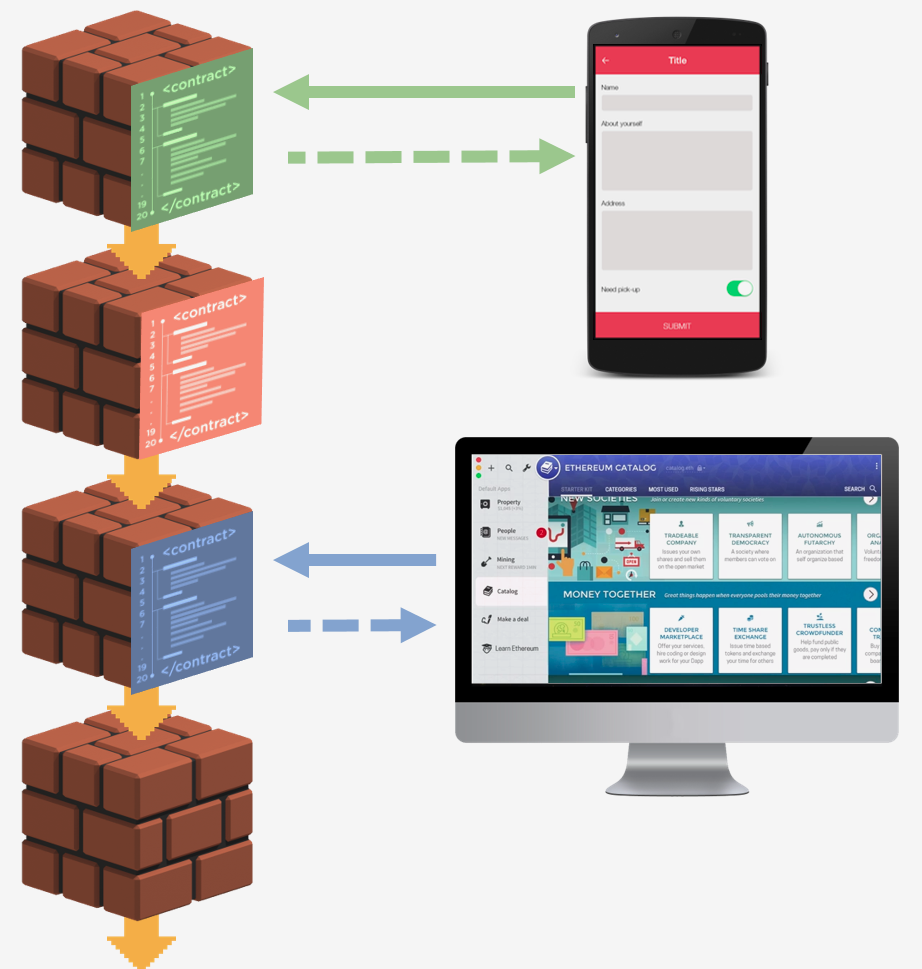 <contract>
1
2
3
4
5
6
7
.
.
.
19
20
</contract>
Title
Name
About yourself
Address
Need pick-up
SUBMIT
<contract>
1
2
3
4
5
6
7
.
.
.
19
20
</contract>
<contract>
1
2
3
4
5
6
7
.
.
.
19
20
</contract>
ETHEREUM CATALOG catalog.eth
STARTER KIT CATEGORIES MOST USED RISING STARS SEARCH
Default Apps
Property
People
NEW MESSAGES
Mining
Catalog
Make a deal
Learn Ethereum
NEW SOCIETIES Join or create new kinds of voluntary societies
TRADEABLE
COMPANY
Issues your own
shares and sell them
on the open market
TRANSPARENT
DEMOCRACY
A society where
members can vote on
AUTONOMOUS
FUTARCHY
An organization that
self organize based
MONEY TOGETHER Great things happen when everyone pools their money together
DEVELOPER
MARKETPLACE
Offer your services,
hire coding or design
work for your Dapp
TIME SHARE
EXCHANGE
Issue time based
tokens and exchange
your time for others
TRUSTLESS
CROWDFUNDER
Help fund public
goods, pay only if they
are completed